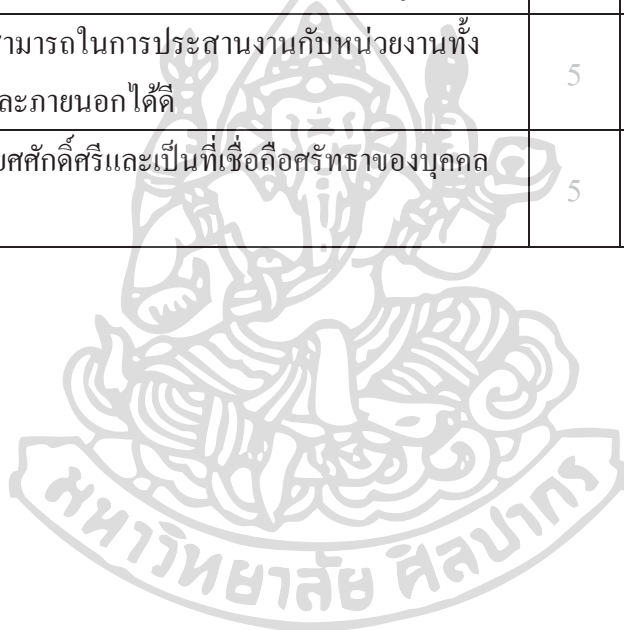 สามารถในการประสานงานกับหน่วยงานทั้ง
และภายนอกได้ดี
5
ยศศักดิ์ศรีและเป็นที่เชื่อถือศรัทธาของบุคคล
5
มหาวิทยาลัย ศิลปากร